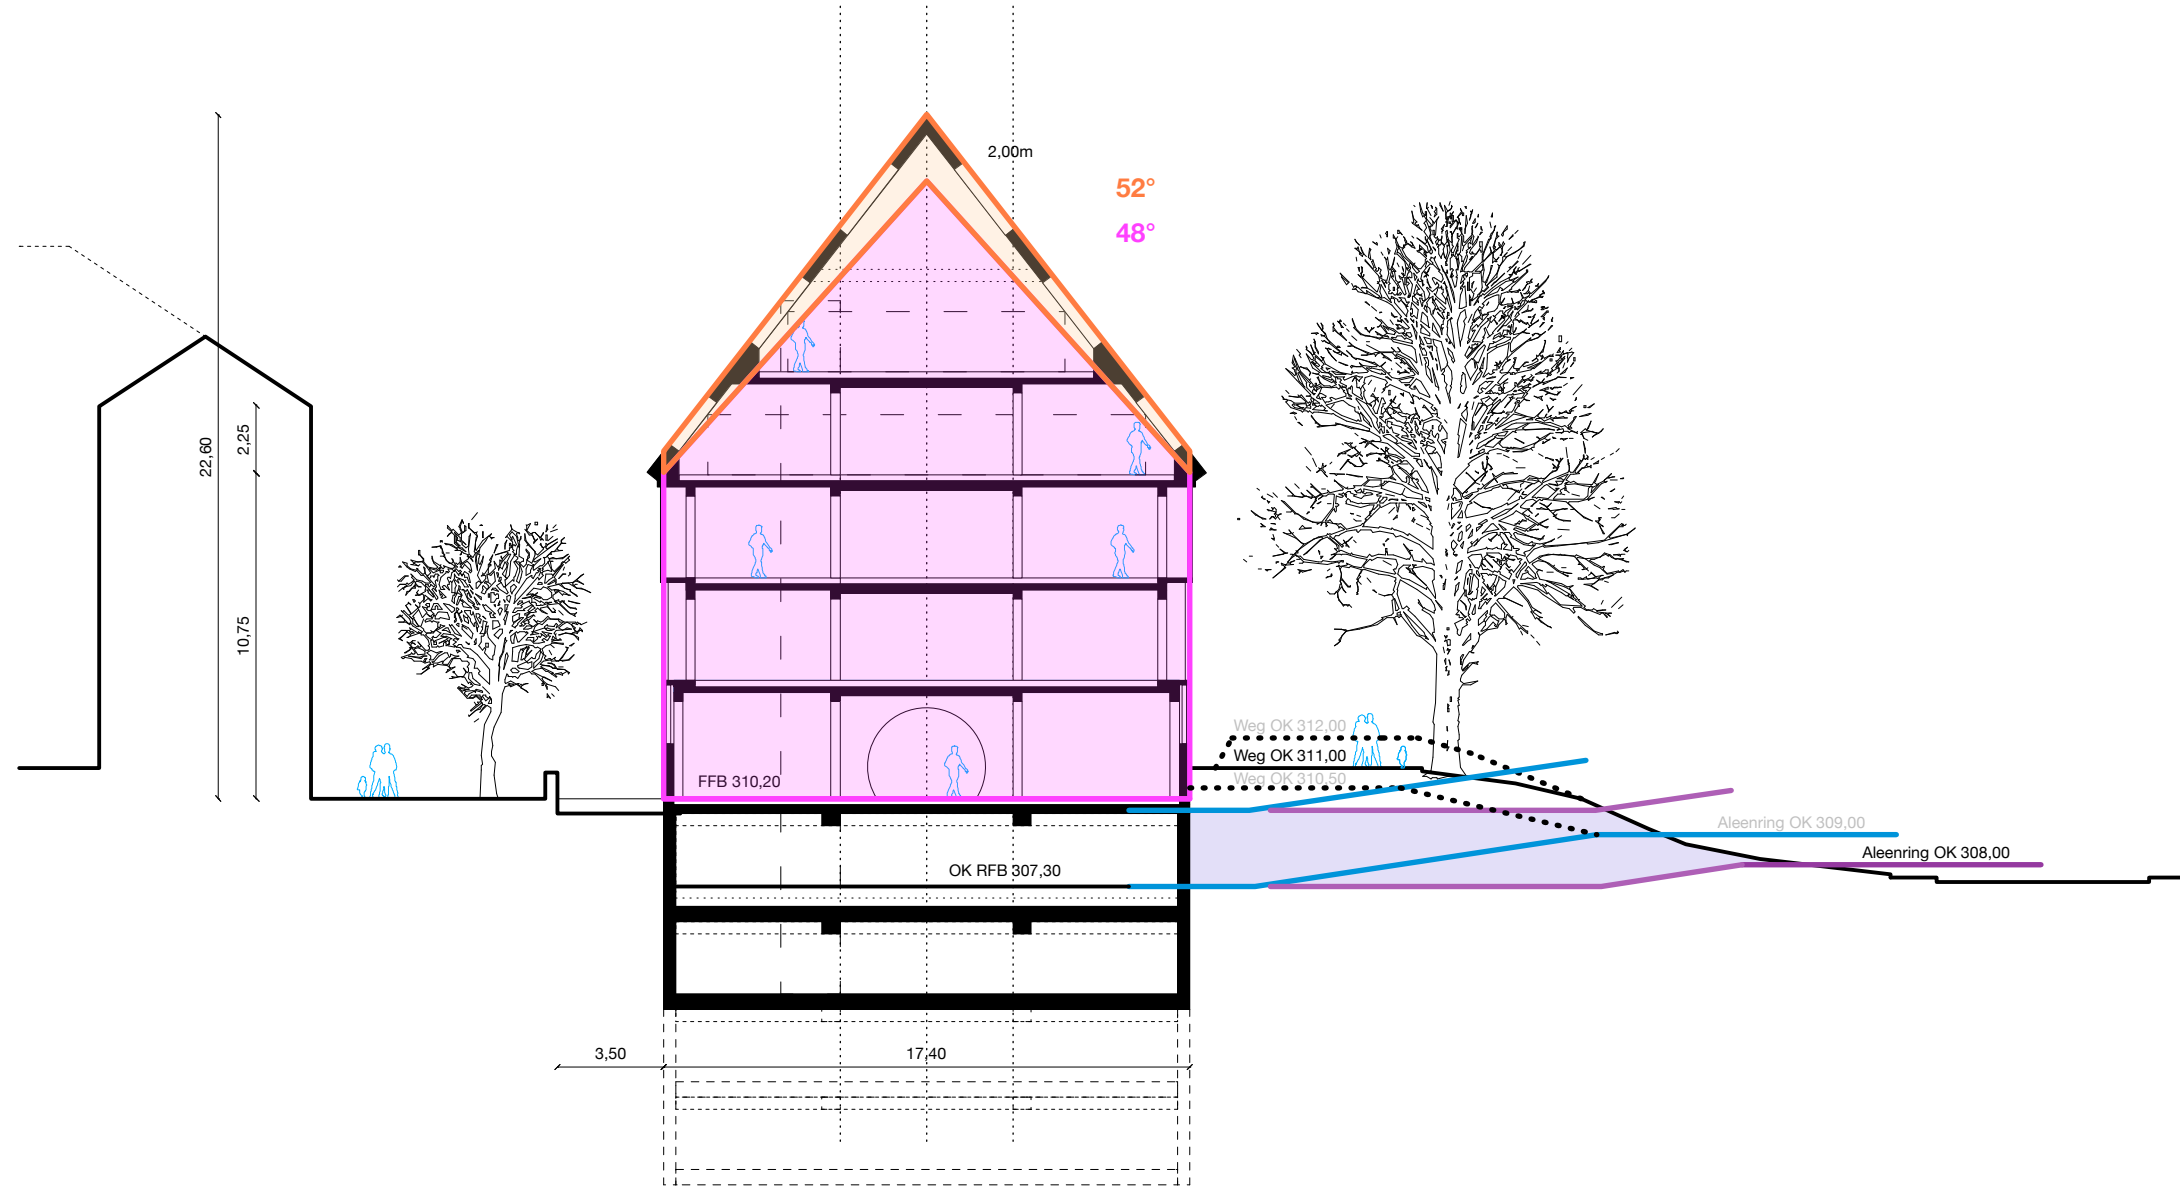 2,00m
52°
48°
22,60
2,25
10,75
Weg OK 312,00
Weg OK 311,00
Weg OK 310,50
FFB 310,20
Aleenring OK 309,00
Aleenring OK 308,00
OK RFB 307,30
3,50
17,40